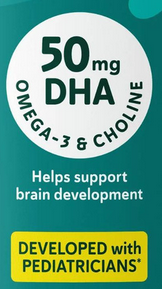 50mg
DHA
OMEGA-3 & CHOLINE
Helps support
brain development
DEVELOPED with
PEDIATRICIANS*